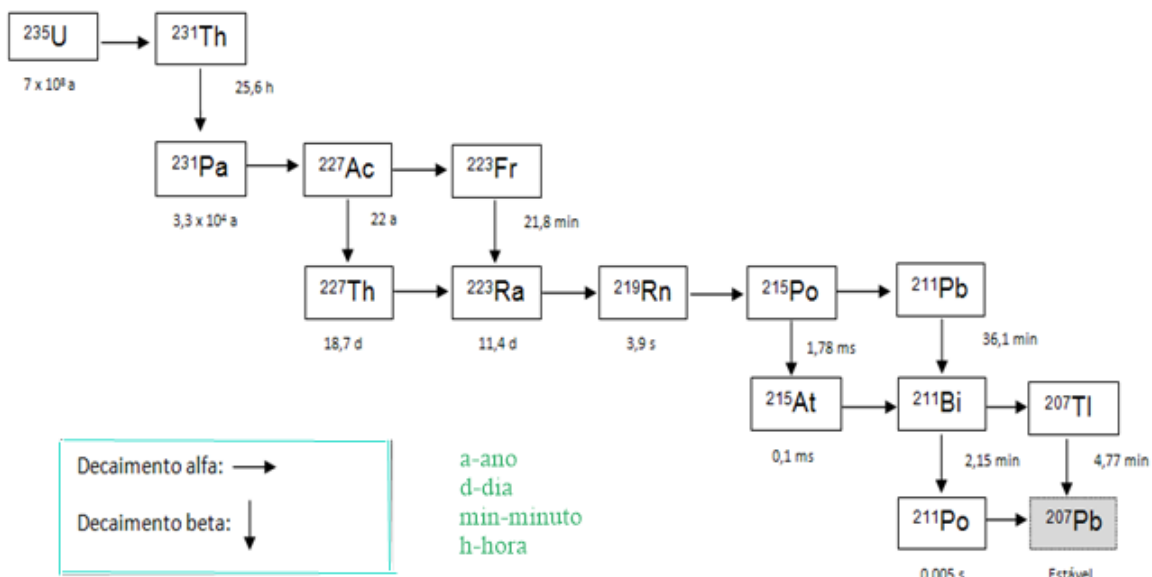 ²³⁵U
²³¹Th
7 x 10⁸ a
25,6 h
²³¹Pa
²²⁷Ac
²²³Fr
3,3 x 10⁴ a
22 a
21,8 min
²²⁷Th
²²³Ra
²¹⁹Rn
²¹⁵Po
²¹¹Pb
18,7 d
11,4 d
3,9 s
1,78 ms
36,1 min
²¹⁵At
²¹¹Bi
²⁰⁷Tl
0,1 ms
2,15 min
4,77 min
²¹¹Po
²⁰⁷Pb
0,005 s
Estável
Decaimento alfa:
Decaimento beta:
a-ano
d-dia
min-minuto
h-hora